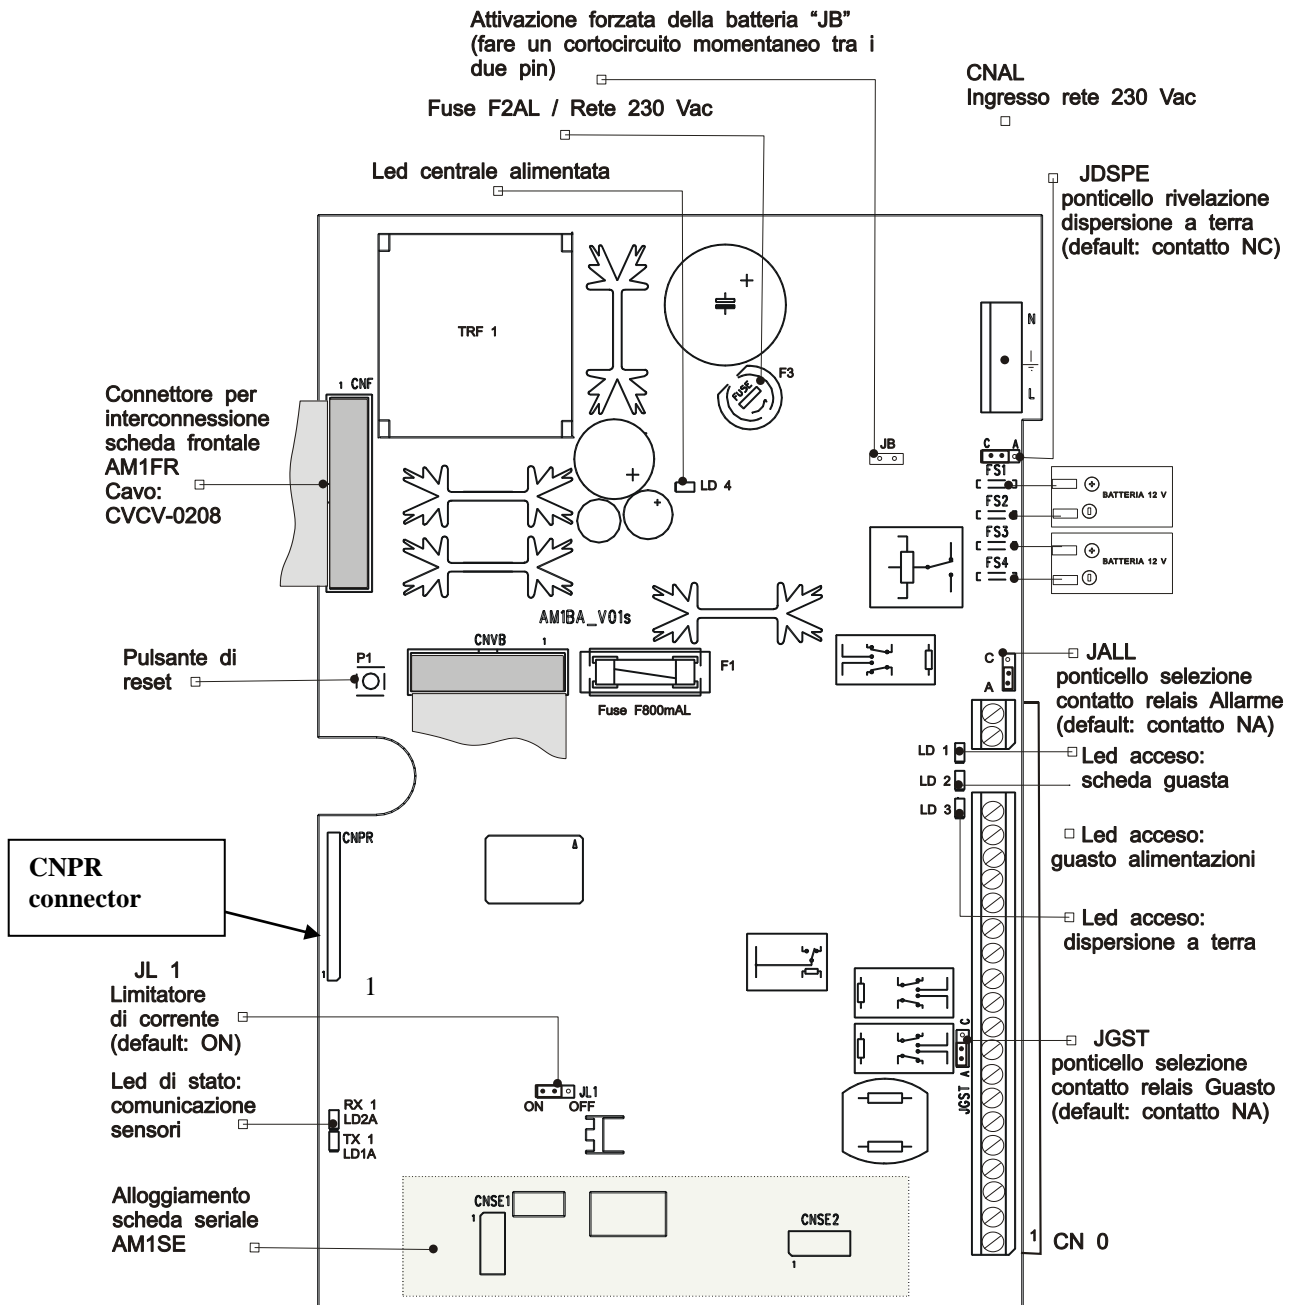 Attivazione forzata della batteria “JB”
(fare un cortocircuito momentaneo tra i
due pin)
CNAL
Ingresso rete 230 Vac
Fuse F2AL / Rete 230 Vac
Led centrale alimentata
JDSPE
ponticello rivelazione
dispersione a terra
(default: contatto NC)
TRF 1
N
L
F3
FUSE
1 CNF
Connettore per
interconnessione
scheda frontale
AM1FR
Cavo:
CVCV-0208
JB
C A
LD 4
FS1
FS2
FS3
FS4
BATTERIA 12 V
BATTERIA 12 V
AM1BA_V01s
CNVB 1
F1
Fuse F800mAL
Pulsante di
reset
P1
C
A
JALL
ponticello selezione
contatto relais Allarme
(default: contatto NA)
LD 1
LD 2
LD 3
Led acceso:
scheda guasta
Led acceso:
guasto alimentazioni
Led acceso:
dispersione a terra
CNPR
CNPR
connector
1
1
JL 1
Limitatore
di corrente
(default: ON)
JL1
ON OFF
C
A
JGST
JGST
ponticello selezione
contatto relais Guasto
(default: contatto NA)
Led di stato:
comunicazione
sensori
RX 1
LD2A
TX 1
LD1A
Alloggiamento
scheda seriale
AM1SE
CNSE1
1
CNSE2
1
1 CN 0